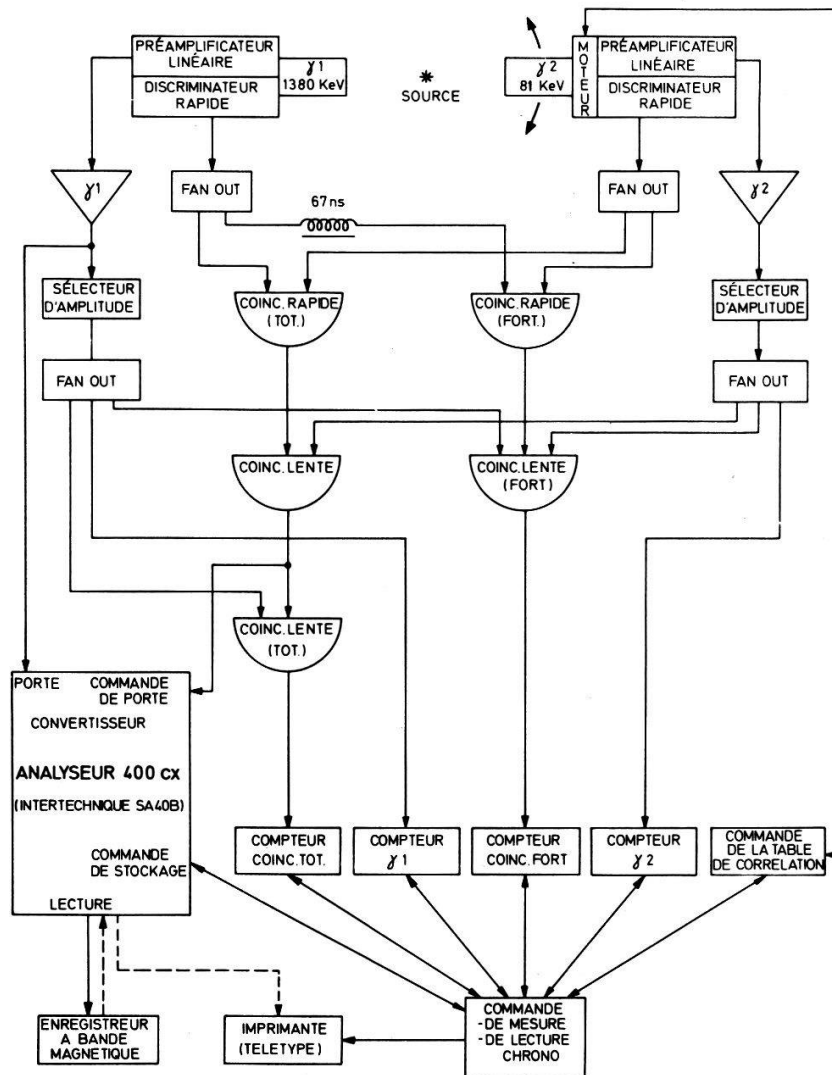 PRÉAMPLIFICATEUR
LINÉAIRE
DISCRIMINATEUR
RAPIDE
γ1
1380 KeV
*
SOURCE
γ2
81 KeV
MOTEUR
PRÉAMPLIFICATEUR
LINÉAIRE
DISCRIMINATEUR
RAPIDE
γ1
FAN OUT
67ns
FAN OUT
γ2
SÉLECTEUR
D'AMPLITUDE
COINC. RAPIDE
(TOT.)
COINC. RAPIDE
(FORT.)
SÉLECTEUR
D'AMPLITUDE
FAN OUT
FAN OUT
COINC. LENTE
COINC. LENTE
(FORT)
COINC. LENTE
(TOT.)
PORTE
COMMANDE
DE PORTE
CONVERTISSEUR
ANALYSEUR 400 cx
(INTERTECHNIQUE SA40B)
COMMANDE
DE STOCKAGE
LECTURE
COMPTEUR
COINC. TOT.
COMPTEUR
γ1
COMPTEUR
COINC. FORT
COMPTEUR
γ2
COMMANDE
DE LA TABLE
DE CORRELATION
ENREGISTREUR
A BANDE
MAGNETIQUE
IMPRIMANTE
(TELETYPE)
COMMANDE
-DE MESURE
-DE LECTURE
CHRONO